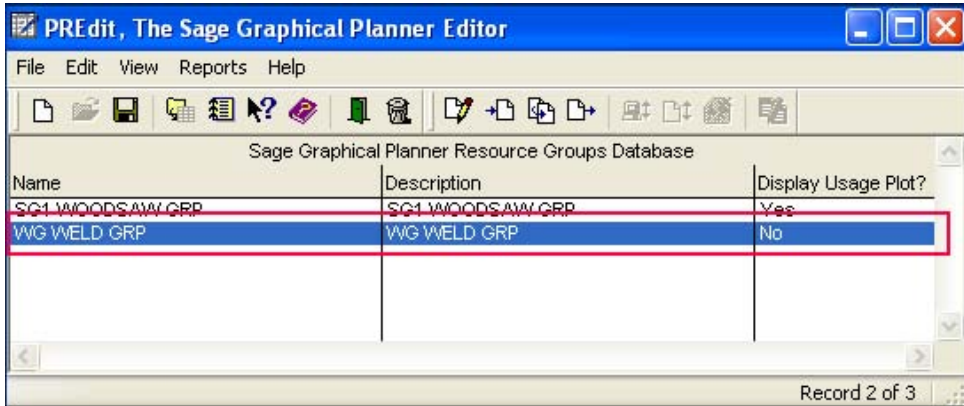 PREdit, The Sage Graphical Planner Editor
File Edit View Reports Help
Sage Graphical Planner Resource Groups Database
Name Description Display Usage Plot?
SG1 WOODSAW GRP SG1 WOODSAW GRP Yes
WG WELD GRP WG WELD GRP No
Record 2 of 3